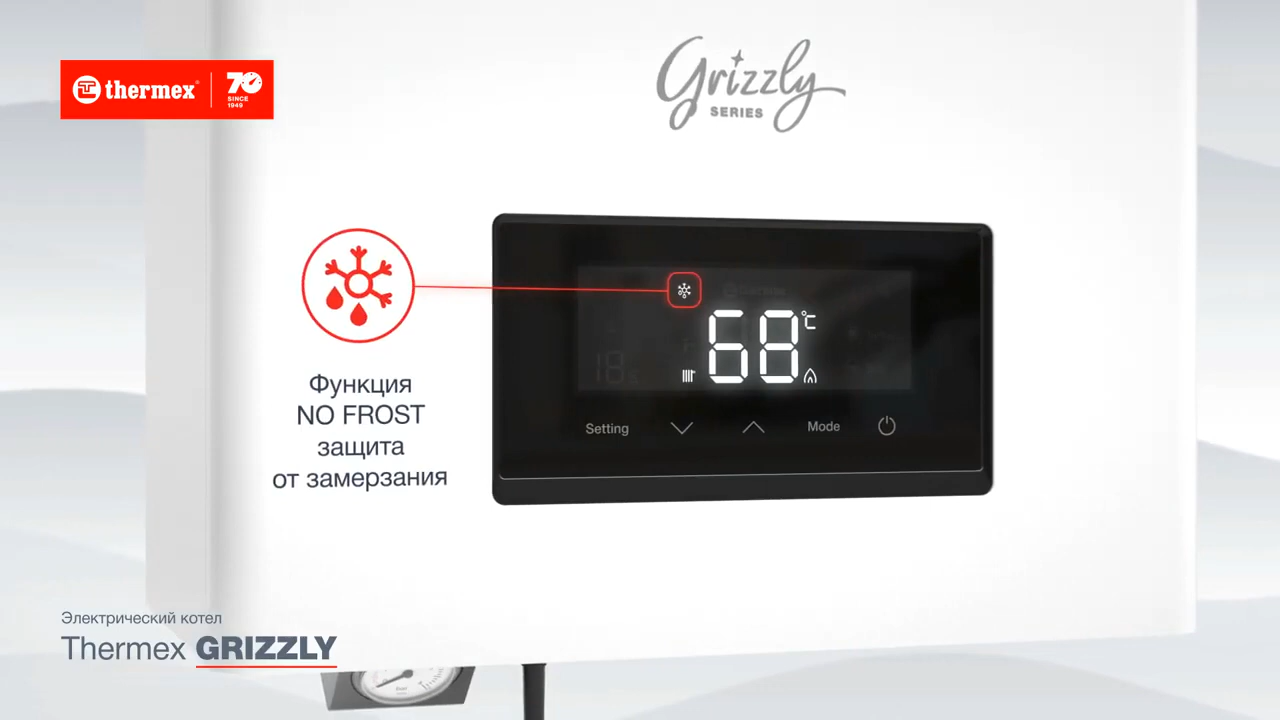 thermex
70
SINCE
1949
Grizzly
SERIES
68 °C
Функция
NO FROST
защита
от замерзания
Setting
Mode
Электрический котел
Thermex GRIZZLY